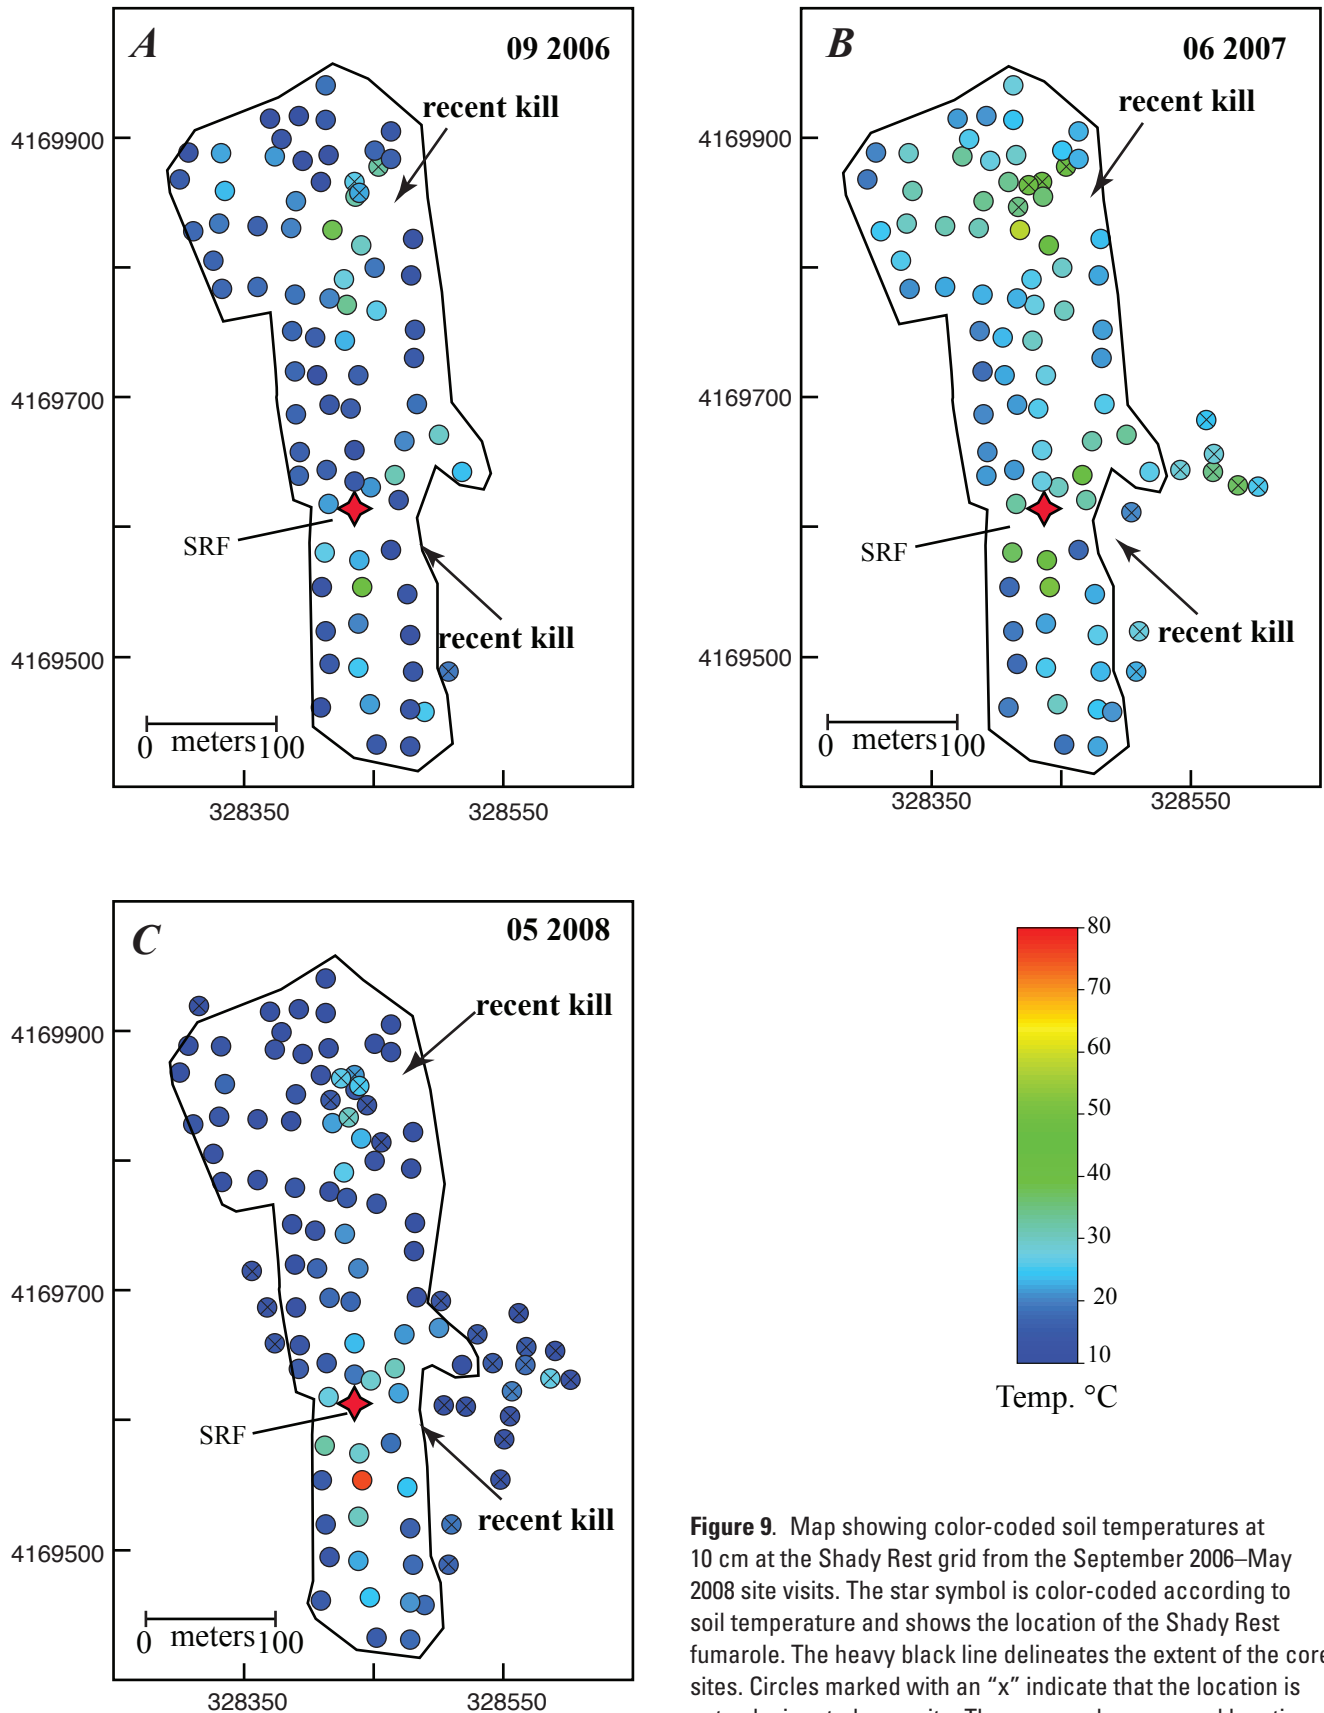 A
09 2006
recent kill
4169900
4169700
SRF
recent kill
4169500
0 meters 100
328350 328550
B
06 2007
recent kill
4169900
4169700
SRF
recent kill
4169500
0 meters 100
328350 328550
C
05 2008
recent kill
4169900
4169700
SRF
recent kill
4169500
0 meters 100
328350 328550
80
70
60
50
40
30
20
10
Temp. °C
Figure 9. Map showing color-coded soil temperatures at
10 cm at the Shady Rest grid from the September 2006–May
2008 site visits. The star symbol is color-coded according to
soil temperature and shows the location of the Shady Rest
fumarole. The heavy black line delineates the extent of the core
sites. Circles marked with an “x” indicate that the location is